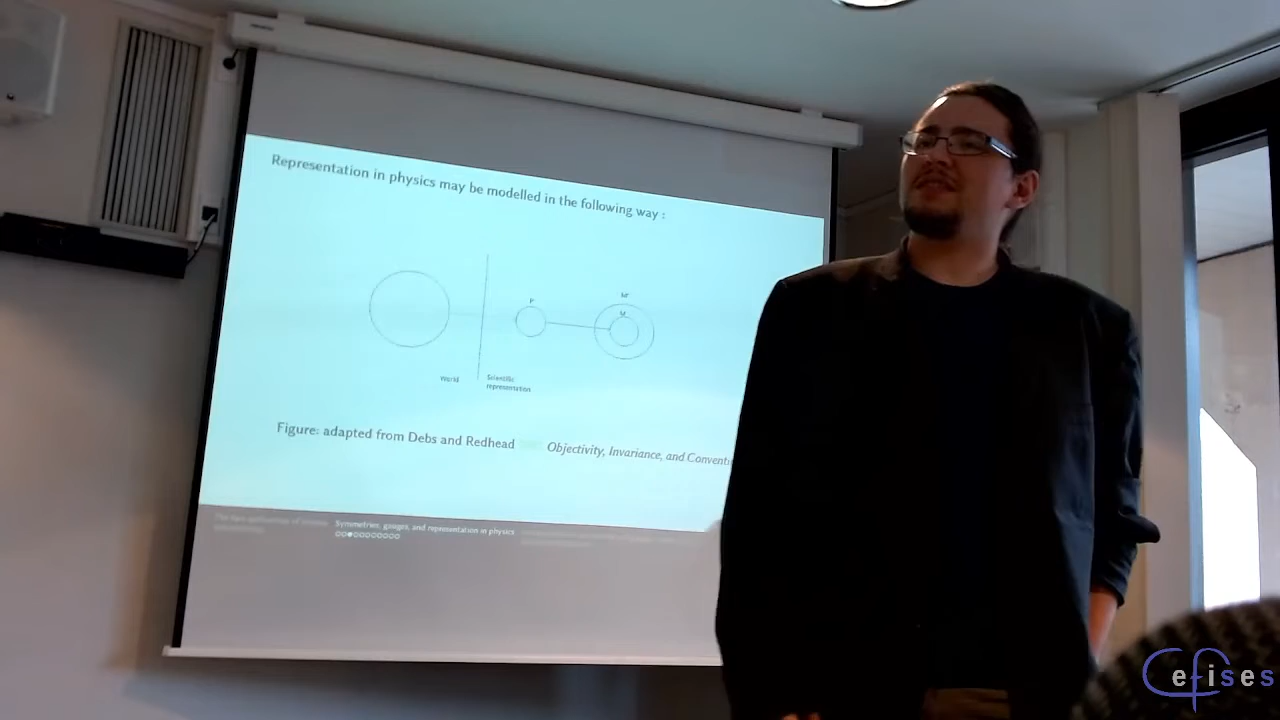 Representation in physics may be modelled in the following way :
P
M'
M
World
Scientific
representation
Figure: adapted from Debs and Redhead
Objectivity, Invariance, and Conventi
Symmetries, gauges, and representation in physics
Cefises